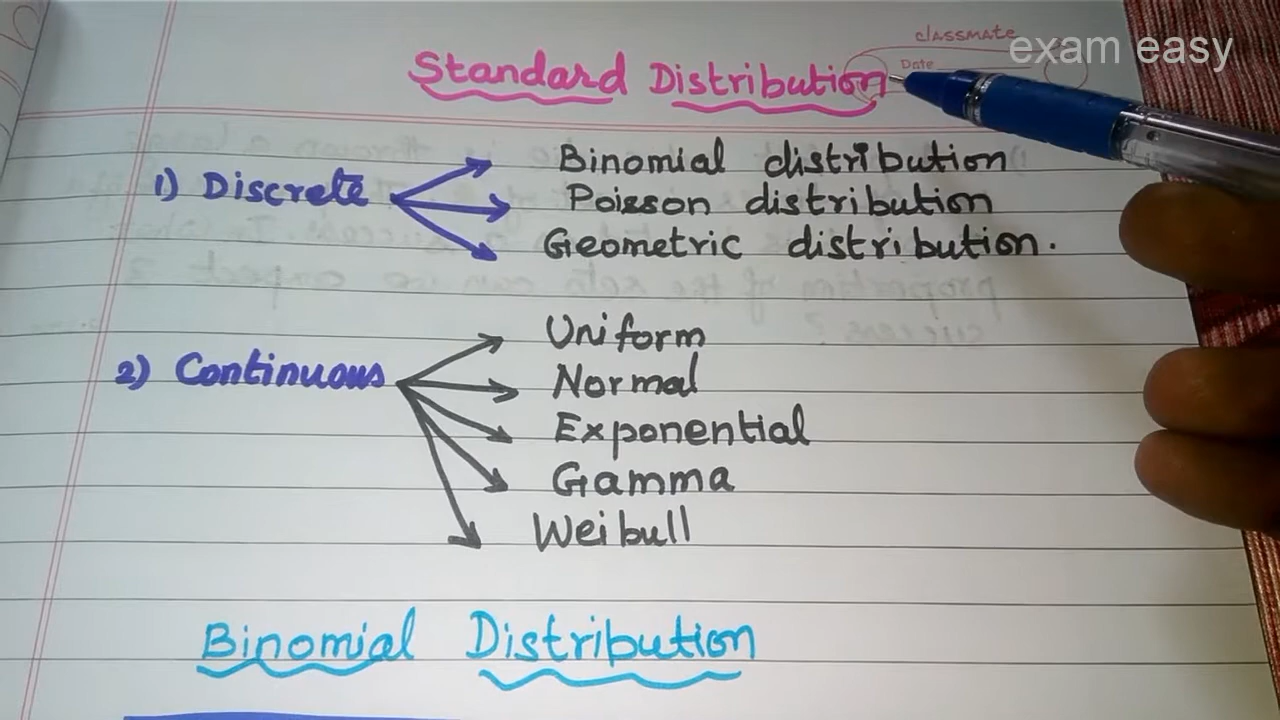 classmate
exam easy
Date
Standard Distribution
1) Discrete
Binomial distribution
Poisson distribution
Geometric distribution.
2) Continuous
Uniform
Normal
Exponential
Gamma
Weibull
Binomial Distribution